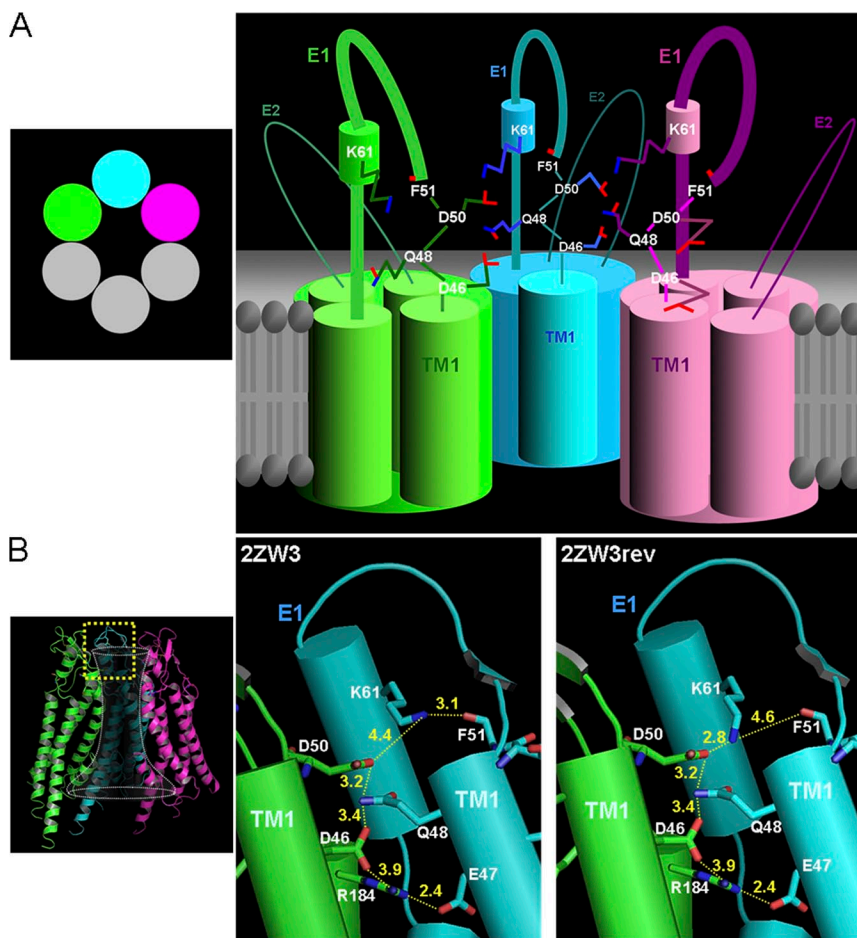 A
E1
E1
E1
E2
E2
E2
K61
K61
K61
F51
F51
F51
D50
D50
D50
Q48
Q48
Q48
D46
D46
D46
TM1
TM1
TM1
B
2ZW3
E1
K61
3.1
4.4
D50
F51
3.2
TM1
3.4
TM1
D46
Q48
3.9
E47
R184
2.4
2ZW3rev
E1
K61
4.6
D50
2.8
F51
3.2
TM1
3.4
TM1
D46
Q48
3.9
E47
R184
2.4